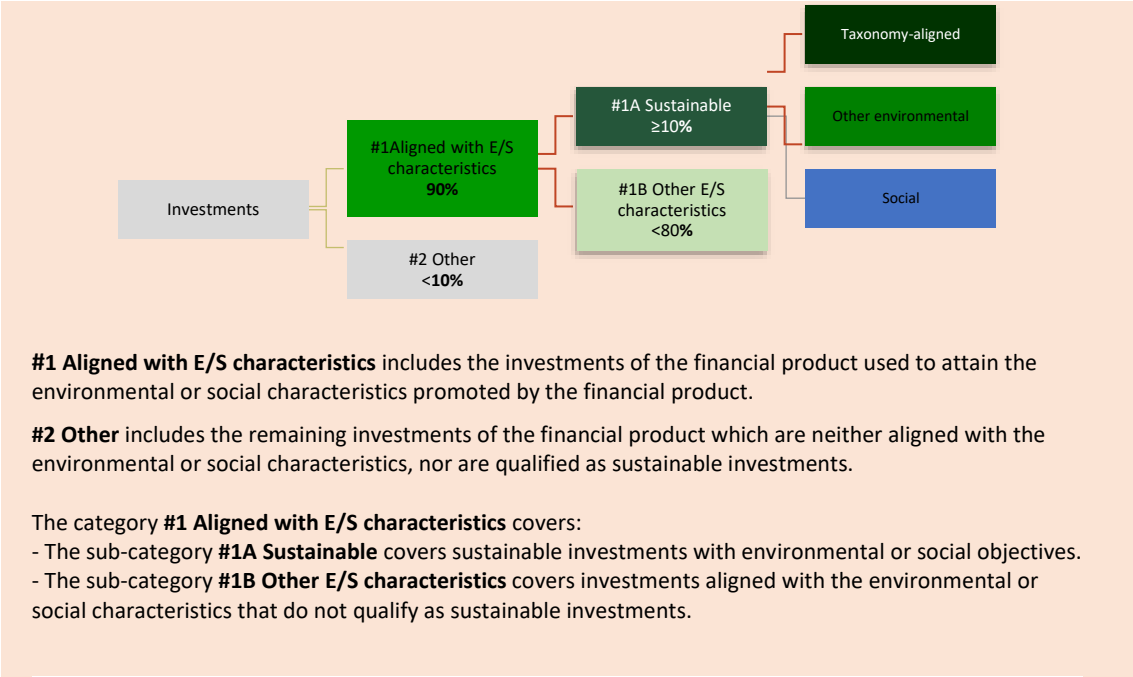 Investments
#1Aligned with E/S
characteristics
90%
#2 Other
<10%
#1A Sustainable
≥10%
#1B Other E/S
characteristics
<80%
Taxonomy-aligned
Other environmental
Social
#1 Aligned with E/S characteristics includes the investments of the financial product used to attain the
environmental or social characteristics promoted by the financial product.
#2 Other includes the remaining investments of the financial product which are neither aligned with the
environmental or social characteristics, nor are qualified as sustainable investments.
The category #1 Aligned with E/S characteristics covers:
- The sub-category #1A Sustainable covers sustainable investments with environmental or social objectives.
- The sub-category #1B Other E/S characteristics covers investments aligned with the environmental or
social characteristics that do not qualify as sustainable investments.